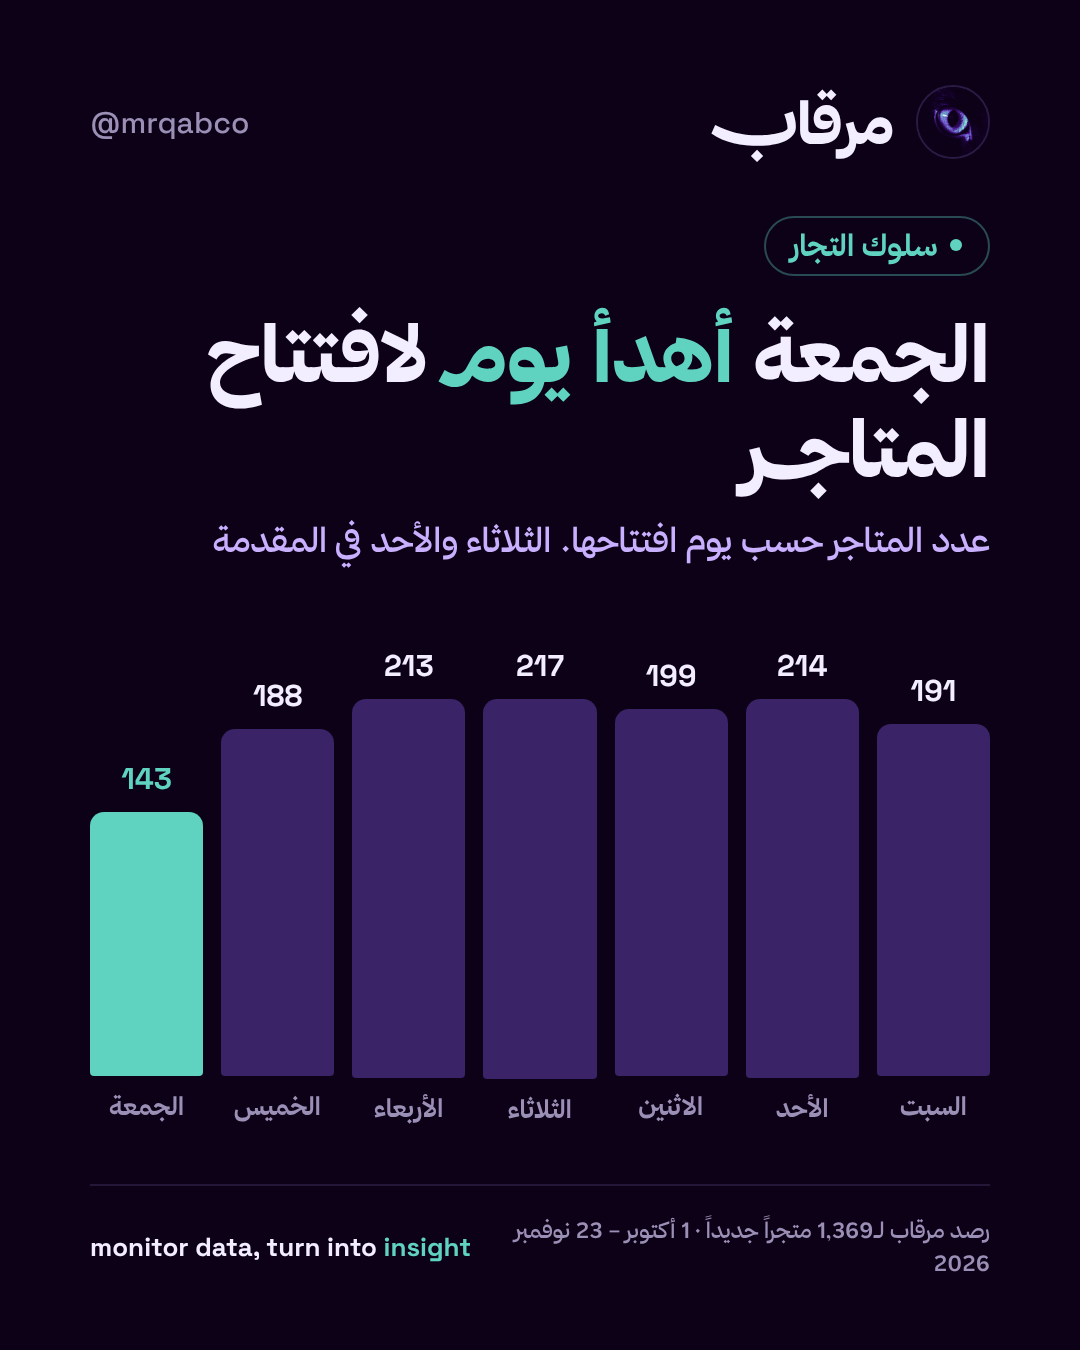 مرقاب
@mrqabco
سلوك التجار
الجمعة أهدأ يوم لافتتاح
المتاجر
عدد المتاجر حسب يوم افتتاحها. الثلاثاء والأحد في المقدمة
191
214
199
217
213
188
143
السبت
الأحد
الاثنين
الثلاثاء
الأربعاء
الخميس
الجمعة
رصد مرقاب لـ1,369 متجراً جديداً · 1 أكتوبر – 23 نوفمبر
2026
monitor data, turn into insight